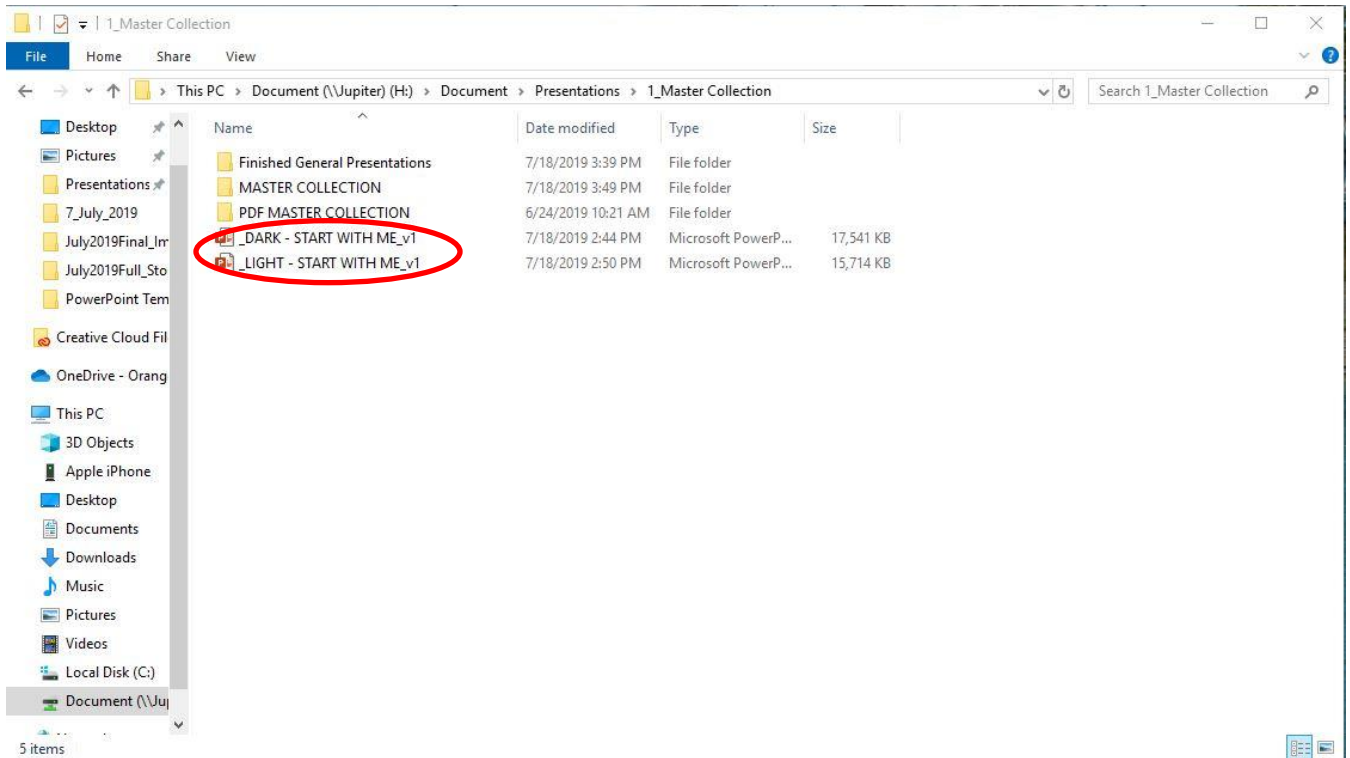 1_Master Collection
File Home Share View
This PC > Document (\\Jupiter) (H:) > Document > Presentations > 1_Master Collection
Search 1_Master Collection
Name Date modified Type Size
Finished General Presentations 7/18/2019 3:39 PM File folder
MASTER COLLECTION 7/18/2019 3:49 PM File folder
PDF MASTER COLLECTION 6/24/2019 10:21 AM File folder
_DARK - START WITH ME_v1 7/18/2019 2:44 PM Microsoft PowerP... 17,541 KB
_LIGHT - START WITH ME_v1 7/18/2019 2:50 PM Microsoft PowerP... 15,714 KB
Desktop
Pictures
Presentations
7_July_2019
July2019Final_Im
July2019Full_Sto
PowerPoint Tem
Creative Cloud Fil
OneDrive - Orang
This PC
3D Objects
Apple iPhone
Desktop
Documents
Downloads
Music
Pictures
Videos
Local Disk (C:)
Document (\\Jup
5 items